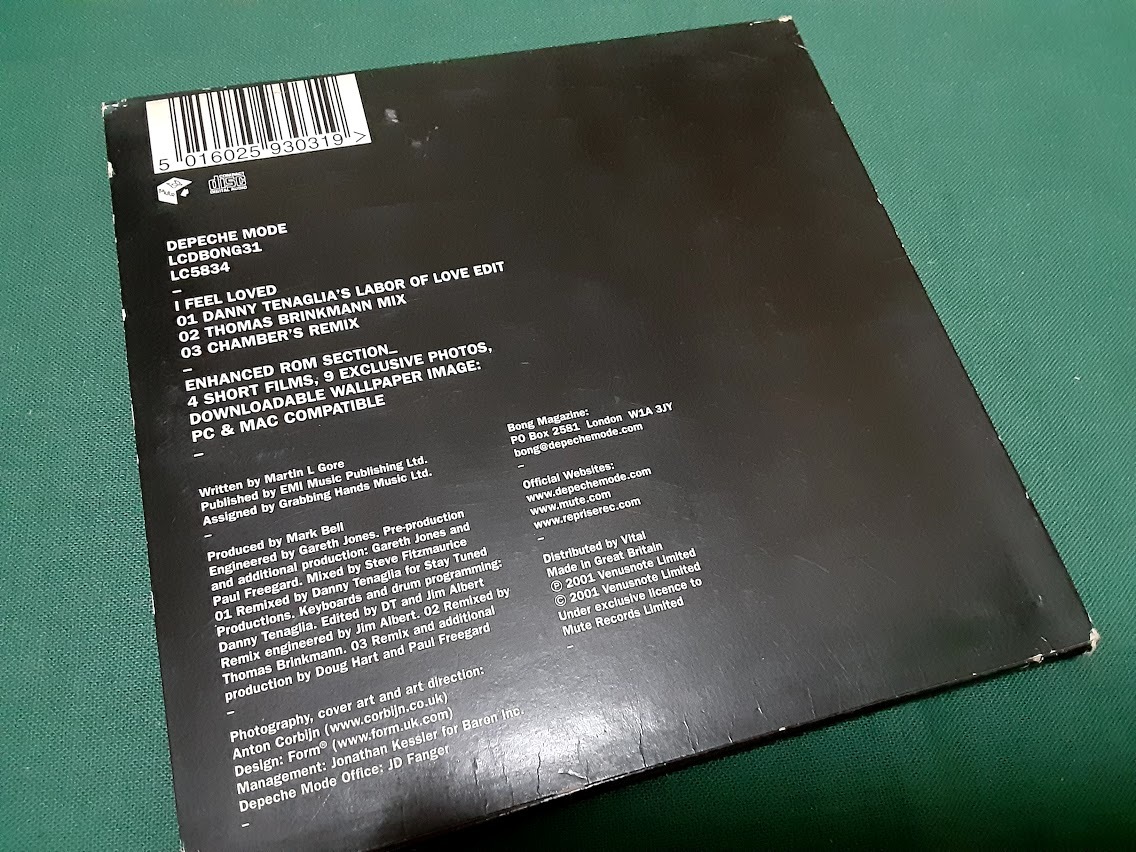 5 016025 930319 >
Mute
COMPACT
disc
DIGITAL AUDIO
DEPECHE MODE
LCDBONG31
LC5834
–
I FEEL LOVED
01 DANNY TENAGLIA'S LABOR OF LOVE EDIT
02 THOMAS BRINKMANN MIX
03 CHAMBER'S REMIX
–
ENHANCED ROM SECTION_
4 SHORT FILMS, 9 EXCLUSIVE PHOTOS,
DOWNLOADABLE WALLPAPER IMAGE:
PC & MAC COMPATIBLE
–
Written by Martin L Gore
Published by EMI Music Publishing Ltd.
Assigned by Grabbing Hands Music Ltd.
–
Produced by Mark Bell
Engineered by Gareth Jones. Pre-production
and additional production: Gareth Jones and
Paul Freegard. Mixed by Steve Fitzmaurice
01 Remixed by Danny Tenaglia for Stay Tuned
Productions. Keyboards and drum programming:
Danny Tenaglia. Edited by DT and Jim Albert
Remix engineered by Jim Albert. 02 Remixed by
Thomas Brinkmann. 03 Remix and additional
production by Doug Hart and Paul Freegard
–
Photography, cover art and art direction:
Anton Corbijn (www.corbijn.co.uk)
Design: Form® (www.form.uk.com)
Management: Jonathan Kessler for Baron Inc.
Depeche Mode Office: JD Fanger
–
Bong Magazine:
PO Box 2581 London W1A 3JY
bong@depechemode.com
–
Official Websites:
www.depechemode.com
www.mute.com
www.repriserec.com
–
Distributed by Vital
Made in Great Britain
℗ 2001 Venusnote Limited
© 2001 Venusnote Limited
Under exclusive licence to
Mute Records Limited
–